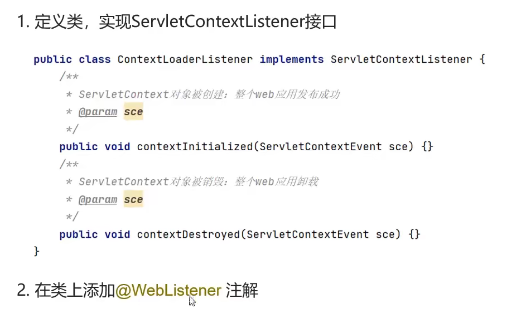 1. 定义类，实现ServletContextListener接口
public class ContextLoaderListener implements ServletContextListener {
/**
* ServletContext对象被创建：整个web应用发布成功
* @param sce
*/
public void contextInitialized(ServletContextEvent sce) {}
/**
* ServletContext对象被销毁：整个web应用卸载
* @param sce
*/
public void contextDestroyed(ServletContextEvent sce) {}
}
2. 在类上添加@WebListener 注解